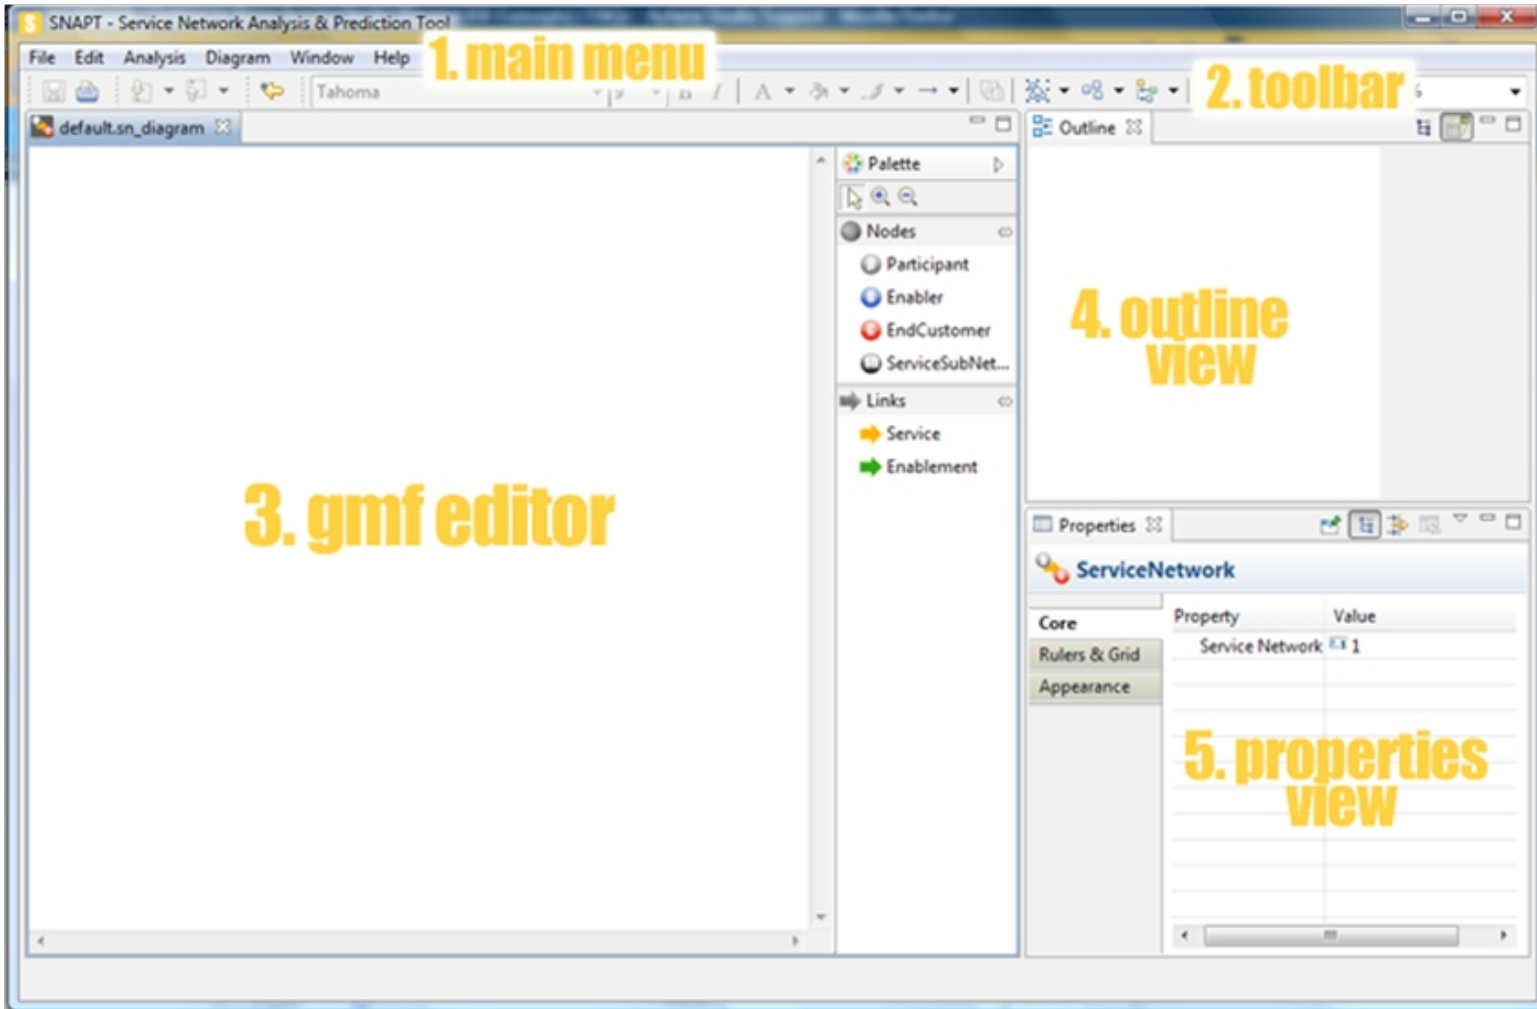 SNAPT - Service Network Analysis & Prediction Tool
File Edit Analysis Diagram Window Help
1. main menu
Tahoma
9 B I A
2. toolbar
%
default.sn_diagram
Palette
Nodes
Participant
Enabler
EndCustomer
ServiceSubNet...
Links
Service
Enablement
3. gmf editor
Outline
4. outline
view
Properties
ServiceNetwork
Core
Rulers & Grid
Appearance
Property Value
Service Network 1
5. properties
view